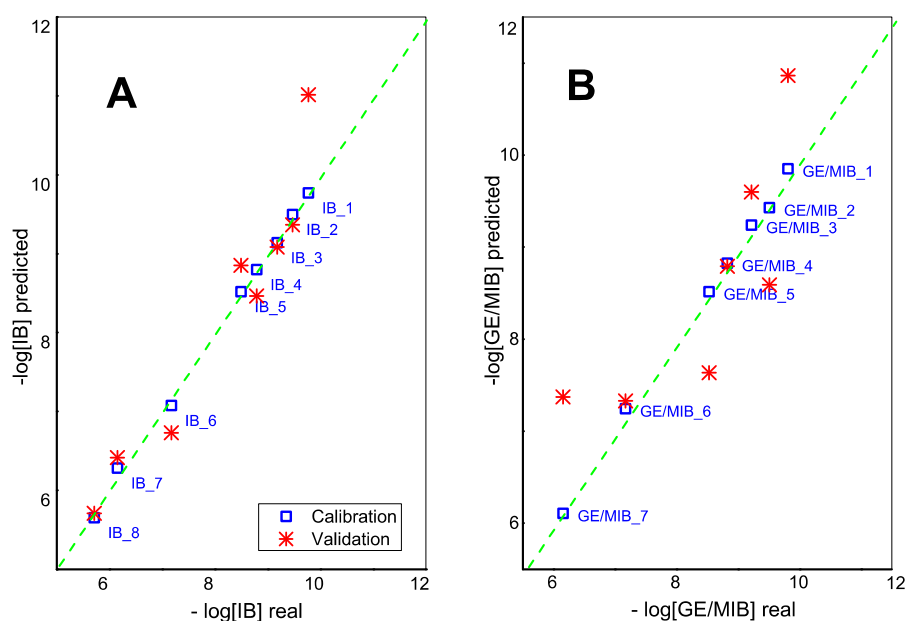 A
12
10
8
6
-log[IB] predicted
IB_1
IB_2
IB_3
IB_4
IB_5
IB_6
IB_7
IB_8
Calibration
Validation
6 8 10 12
- log[IB] real
B
12
10
8
6
-log[GE/MIB] predicted
GE/MIB_1
GE/MIB_2
GE/MIB_3
GE/MIB_4
GE/MIB_5
GE/MIB_6
GE/MIB_7
6 8 10 12
- log[GE/MIB] real